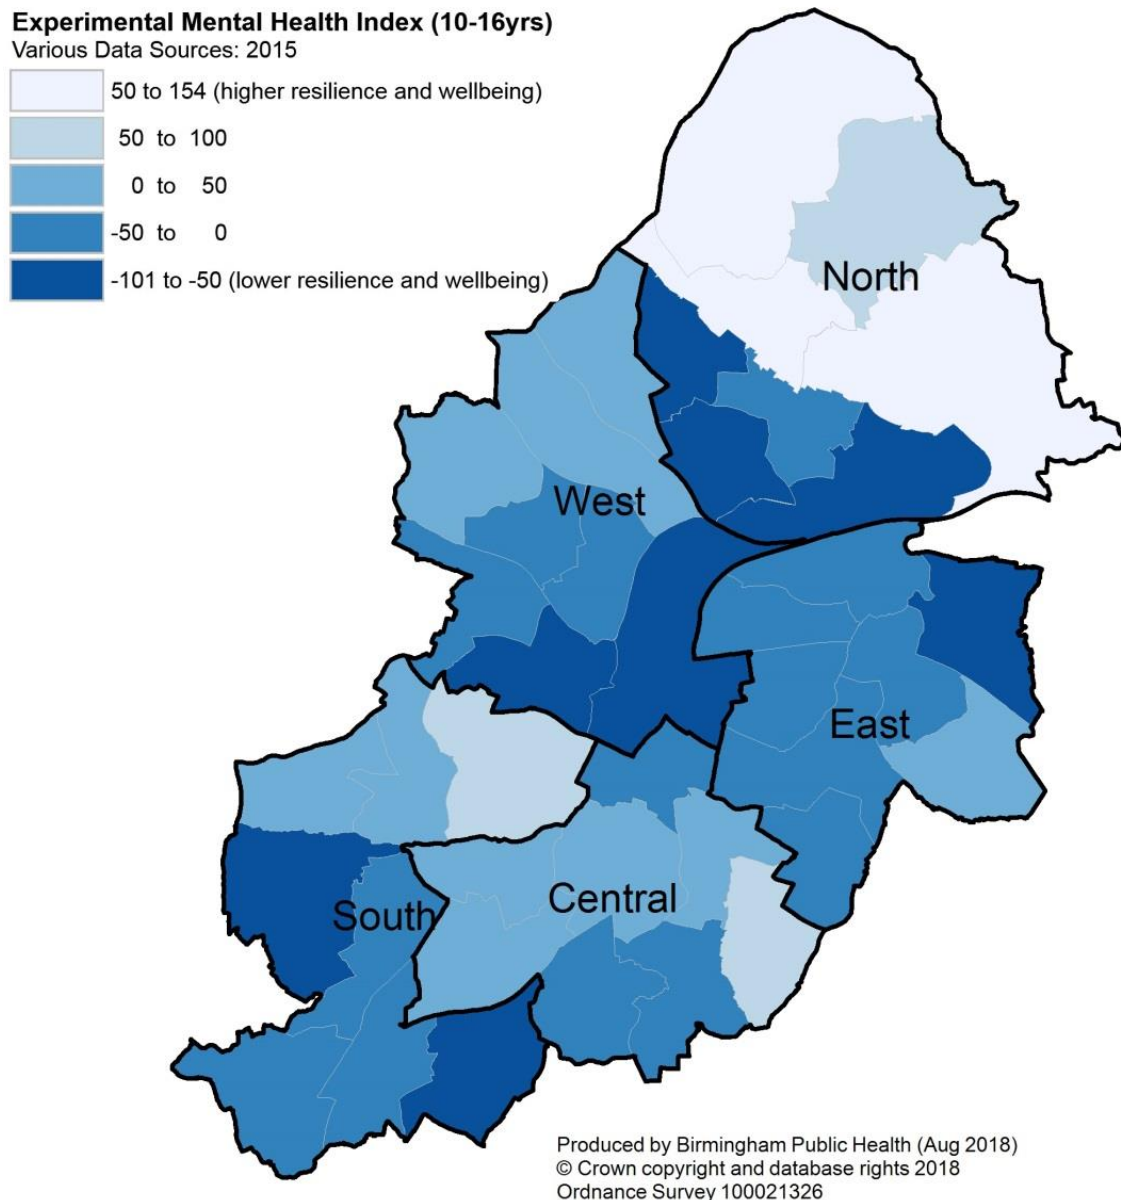 Experimental Mental Health Index (10-16yrs)
Various Data Sources: 2015
50 to 154 (higher resilience and wellbeing)
50 to 100
0 to 50
-50 to 0
-101 to -50 (lower resilience and wellbeing)
North
West
East
Central
South
Produced by Birmingham Public Health (Aug 2018)
© Crown copyright and database rights 2018
Ordnance Survey 100021326